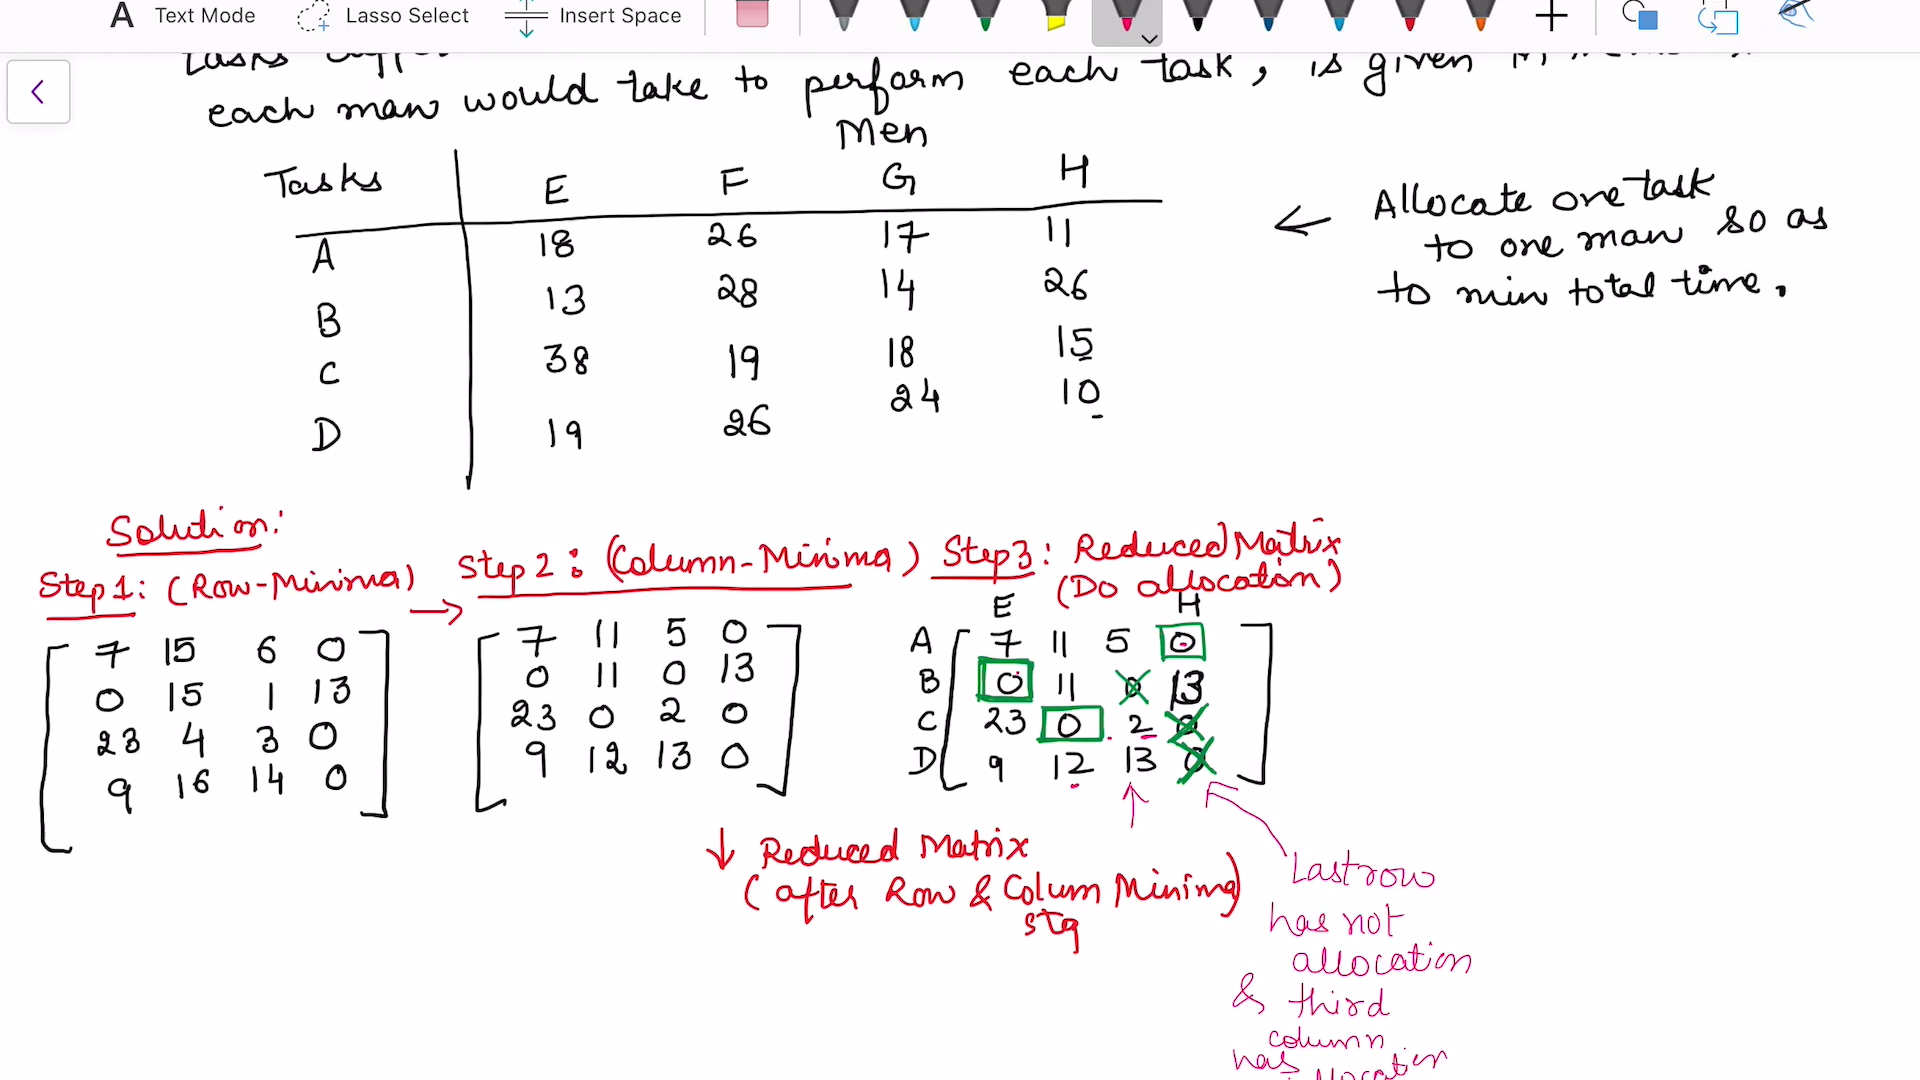 Text Mode Lasso Select Insert Space
Tasks
each man would take to perform each task, is given in
Men
Tasks E F G H
A 18 26 17 11
B 13 28 14 26
C 38 19 18 15
D 19 26 24 10
← Allocate one task
to one man so as
to min total time.
Solution:
Step 1: (Row-Minima) →
Step 2: (Column-Minima)
Step 3: Reduced Matrix
(Do allocation)
7 15 6 0
0 15 1 13
23 4 3 0
9 16 14 0
7 11 5 0
0 11 0 13
23 0 2 0
9 12 13 0
E H
A 7 11 5 0
B 0 11 0 13
C 23 0 2 0
D 9 12 13 0
↓ Reduced Matrix
(after Row & Colum Minima)
Last row
has not
allocation
& third
column
has